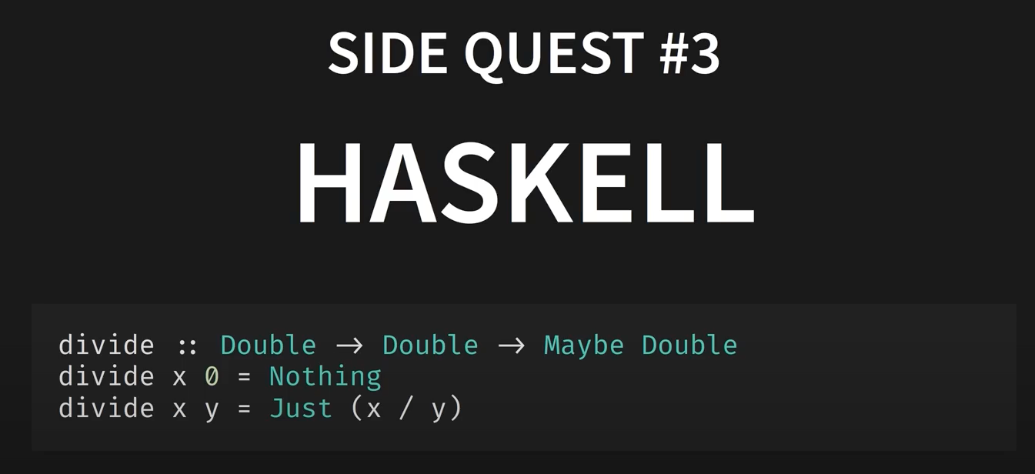 SIDE QUEST #3
HASKELL
divide :: Double → Double → Maybe Double
divide x 0 = Nothing
divide x y = Just (x / y)